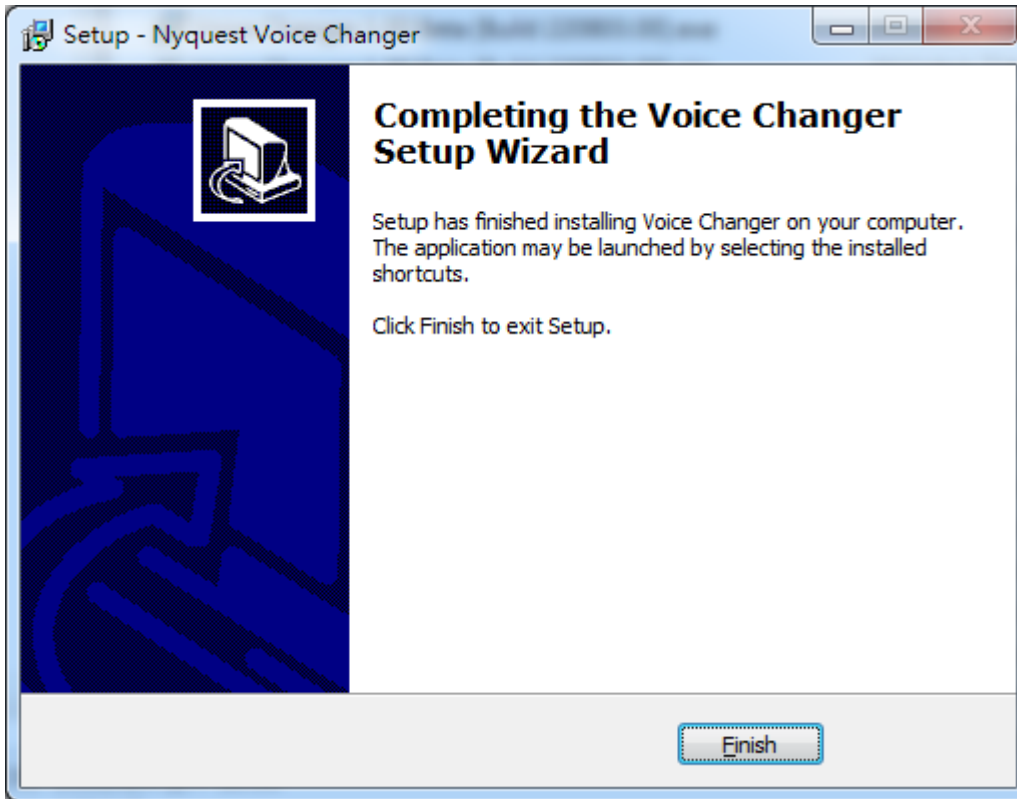 Setup - Nyquest Voice Changer
Completing the Voice Changer
Setup Wizard
Setup has finished installing Voice Changer on your computer.
The application may be launched by selecting the installed
shortcuts.
Click Finish to exit Setup.
Finish